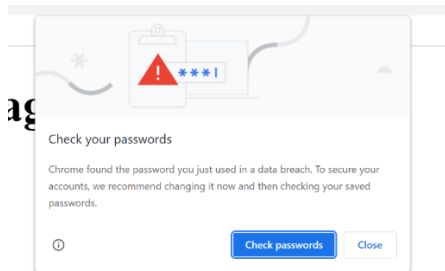 ***
ag
Check your passwords
Chrome found the password you just used in a data breach. To secure your
accounts, we recommend changing it now and then checking your saved
passwords.
Check passwords Close